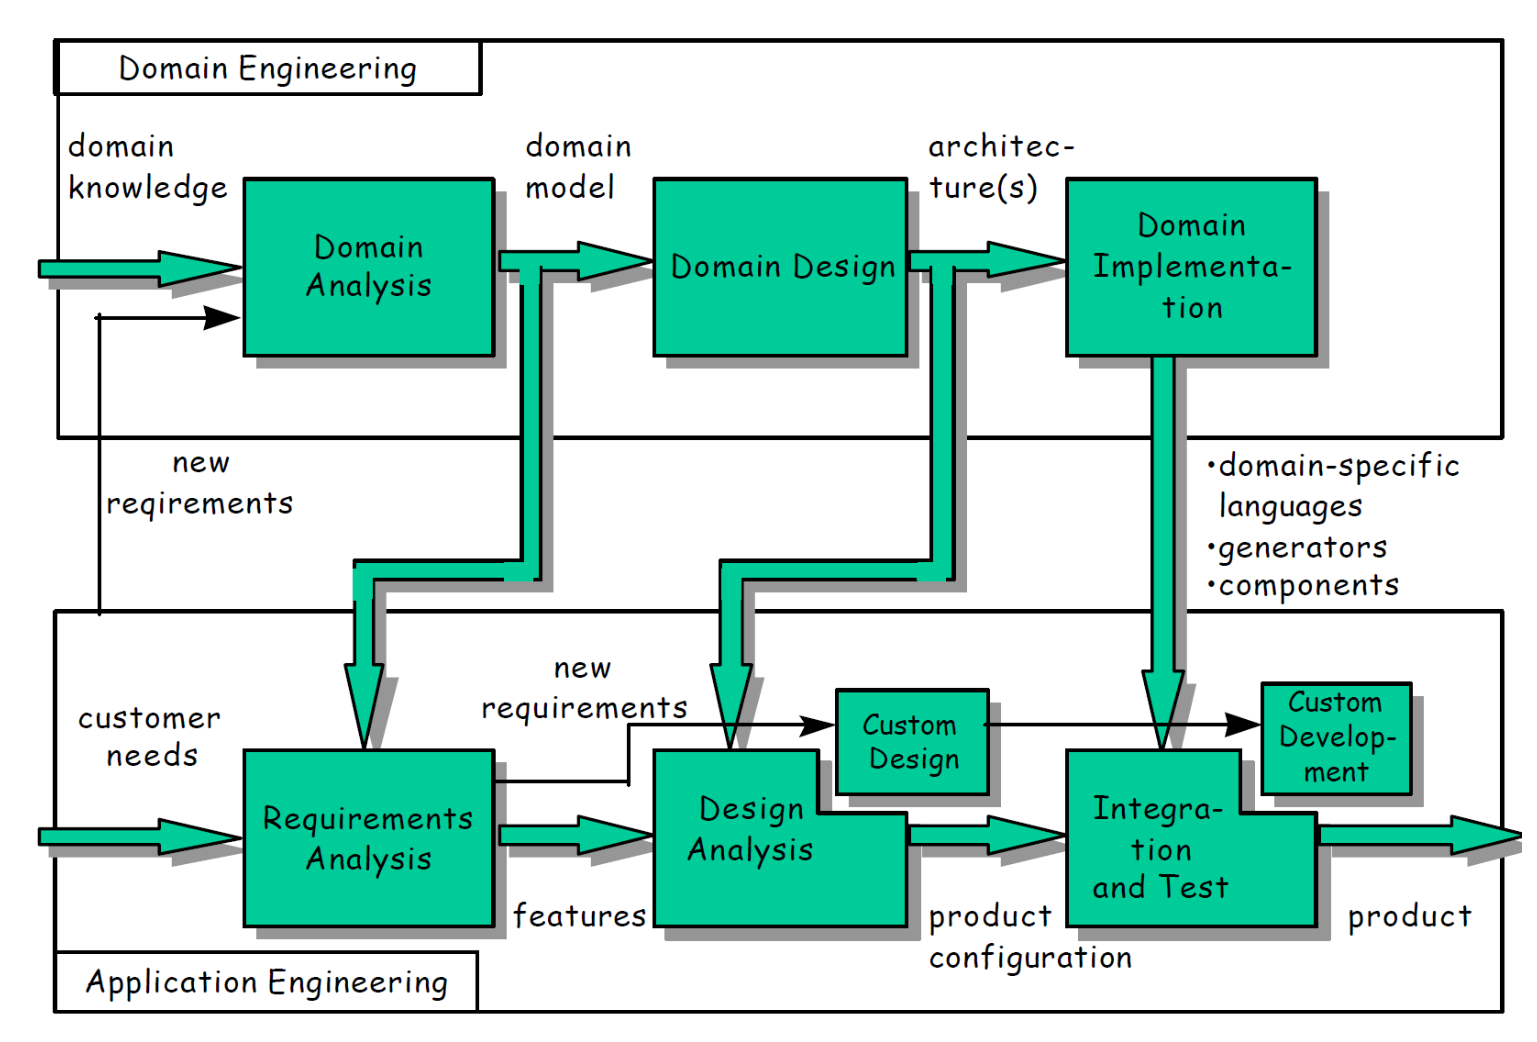 Domain Engineering
domain
knowledge
domain
model
architec-
ture(s)
Domain
Analysis
Domain Design
Domain
Implementa-
tion
new
reqirements
•domain-specific
languages
•generators
•components
customer
needs
new
requirements
Custom
Design
Custom
Develop-
ment
Requirements
Analysis
Design
Analysis
Integra-
tion
and Test
features
product
configuration
product
Application Engineering